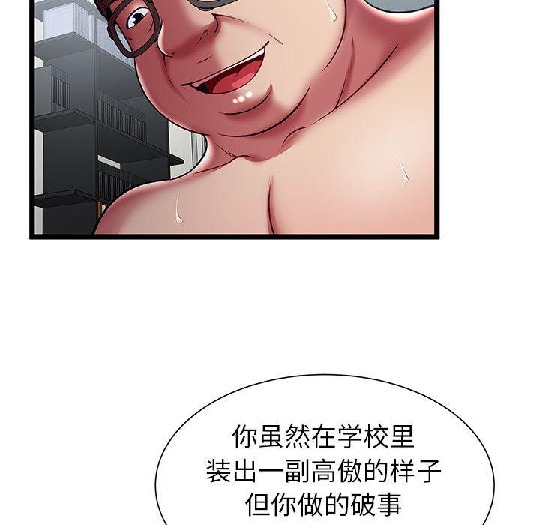 你虽然在学校里
装出一副高傲的样子
但你做的破事